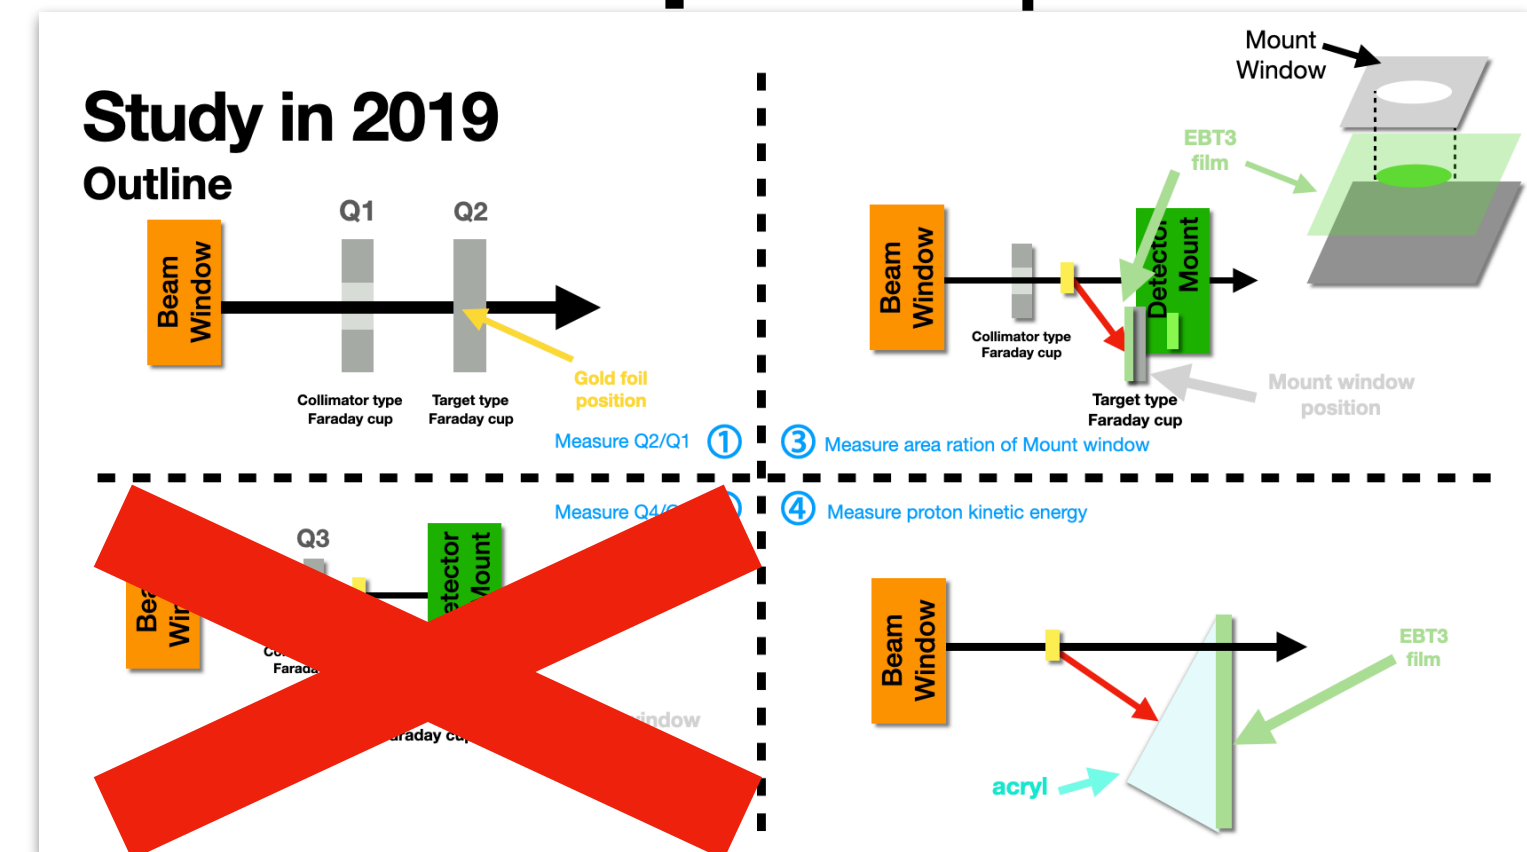 Study in 2019
Outline
Q1
Q2
Beam
Window
Collimator type
Faraday cup
Target type
Faraday cup
Gold foil
position
Measure Q2/Q1 ①
Mount
Window
EBT3
film
Beam
Window
Detector
Mount
Collimator type
Faraday cup
Target type
Faraday cup
Mount window
position
③ Measure area ration of Mount window
Measure Q4/
Q3
④ Measure proton kinetic energy
Beam
Window
EBT3
film
acryl